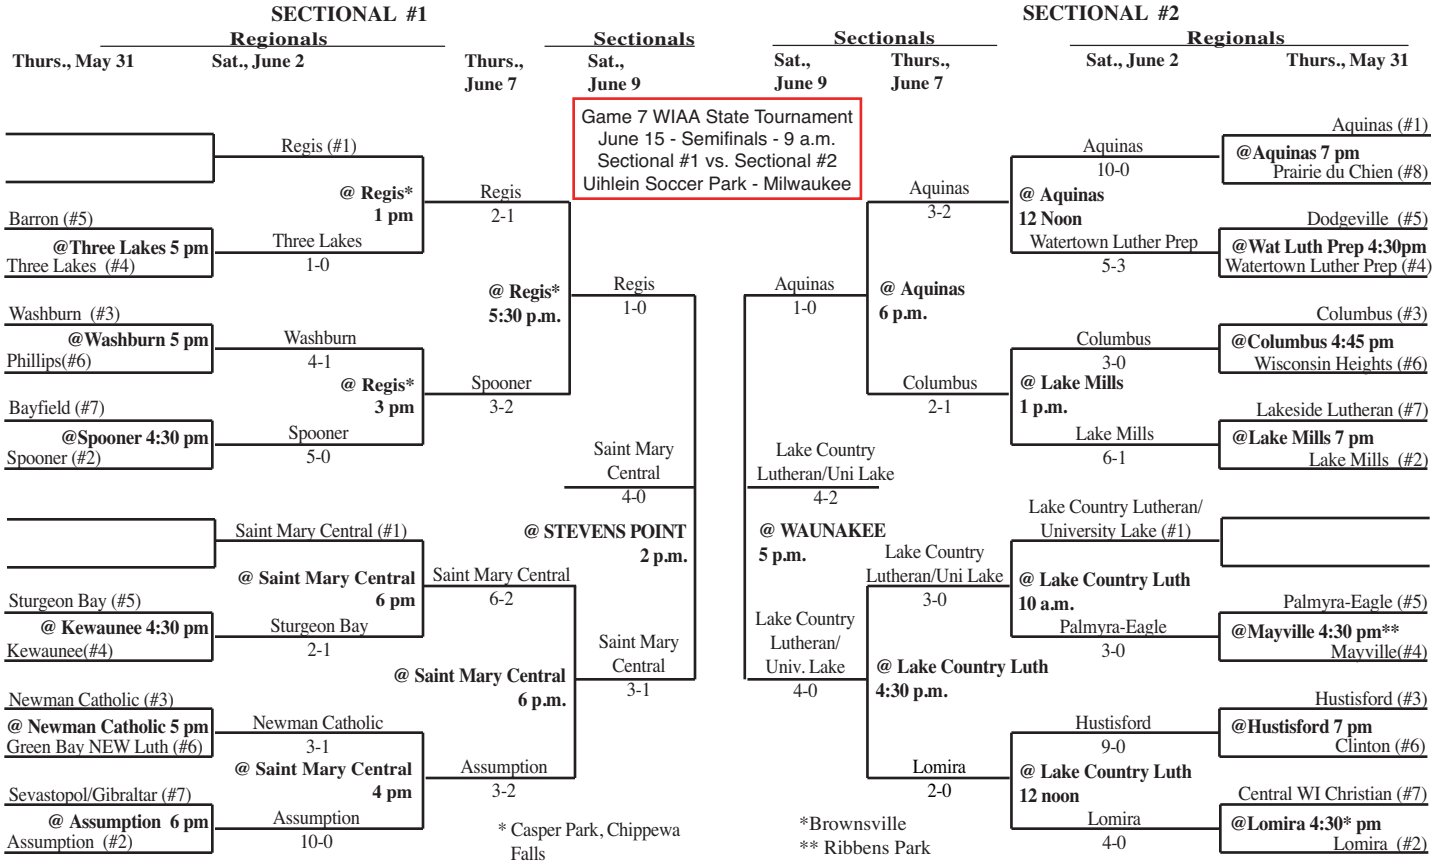 SECTIONAL #1
SECTIONAL #2
Regionals
Sectionals
Sectionals
Regionals
Thurs., May 31
Sat., June 2
Thurs.,
June 7
Sat.,
June 9
Sat.,
June 9
Thurs.,
June 7
Sat., June 2
Thurs., May 31
Game 7 WIAA State Tournament
June 15 - Semifinals - 9 a.m.
Sectional #1 vs. Sectional #2
Uihlein Soccer Park - Milwaukee
Regis (#1)
@ Regis*
1 pm
Barron (#5)
@Three Lakes 5 pm
Three Lakes (#4)
Three Lakes
1-0
Regis
2-1
Washburn (#3)
@Washburn 5 pm
Phillips(#6)
Washburn
4-1
@ Regis*
3 pm
Bayfield (#7)
@Spooner 4:30 pm
Spooner (#2)
Spooner
5-0
Spooner
3-2
@ Regis*
5:30 p.m.
Regis
1-0
Saint Mary
Central
4-0
@ STEVENS POINT
2 p.m.
Saint Mary Central (#1)
@ Saint Mary Central
6 pm
Sturgeon Bay (#5)
@ Kewaunee 4:30 pm
Kewaunee(#4)
Sturgeon Bay
2-1
Saint Mary Central
6-2
Newman Catholic (#3)
@ Newman Catholic 5 pm
Green Bay NEW Luth (#6)
Newman Catholic
3-1
@ Saint Mary Central
4 pm
Sevastopol/Gibraltar (#7)
@ Assumption 6 pm
Assumption (#2)
Assumption
10-0
Assumption
3-2
@ Saint Mary Central
6 p.m.
Saint Mary
Central
3-1
* Casper Park, Chippewa
Falls
Aquinas (#1)
@Aquinas 7 pm
Prairie du Chien (#8)
Aquinas
10-0
@ Aquinas
12 Noon
Dodgeville (#5)
@Wat Luth Prep 4:30pm
Watertown Luther Prep (#4)
Watertown Luther Prep
5-3
Aquinas
3-2
Columbus (#3)
@Columbus 4:45 pm
Wisconsin Heights (#6)
Columbus
3-0
@ Lake Mills
1 p.m.
Lakeside Lutheran (#7)
@Lake Mills 7 pm
Lake Mills (#2)
Lake Mills
6-1
Columbus
2-1
@ Aquinas
6 p.m.
Aquinas
1-0
Lake Country
Lutheran/Uni Lake
4-2
@ WAUNAKEE
5 p.m.
Lake Country Lutheran/
University Lake (#1)
@ Lake Country Luth
10 a.m.
Palmyra-Eagle (#5)
@Mayville 4:30 pm**
Mayville(#4)
Palmyra-Eagle
3-0
Lake Country
Lutheran/Uni Lake
3-0
Hustisford (#3)
@Hustisford 7 pm
Clinton (#6)
Hustisford
9-0
@ Lake Country Luth
12 noon
Central WI Christian (#7)
@Lomira 4:30* pm
Lomira (#2)
Lomira
4-0
Lomira
2-0
@ Lake Country Luth
4:30 p.m.
Lake Country
Lutheran/
Univ. Lake
4-0
*Brownsville
** Ribbens Park